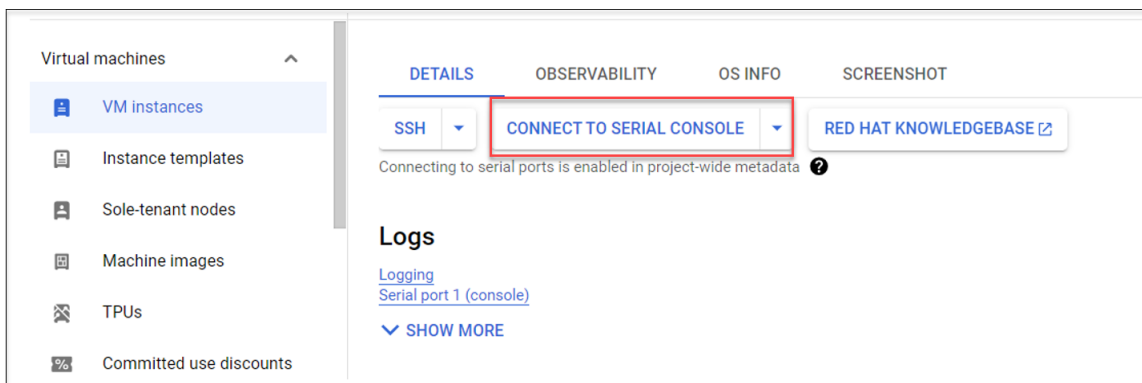 Virtual machines
VM instances
Instance templates
Sole-tenant nodes
Machine images
TPUs
Committed use discounts
DETAILS OBSERVABILITY OS INFO SCREENSHOT
SSH CONNECT TO SERIAL CONSOLE RED HAT KNOWLEDGEBASE
Connecting to serial ports is enabled in project-wide metadata ?
Logs
Logging
Serial port 1 (console)
SHOW MORE